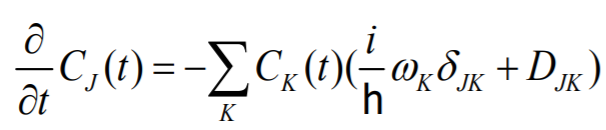 ∂/∂t C_J(t) = −∑_K C_K(t)(i/h ω_K δ_JK + D_JK)